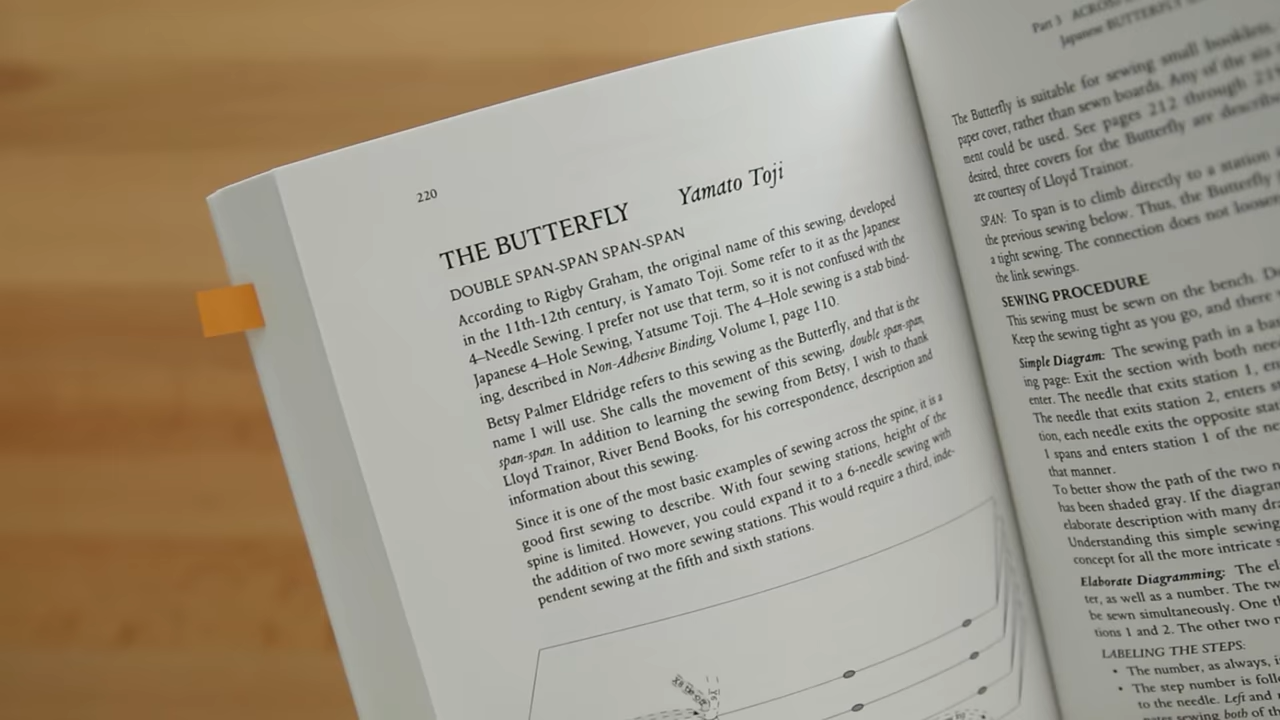 220
THE BUTTERFLY Yamato Toji
DOUBLE SPAN-SPAN SPAN-SPAN
According to Rigby Graham, the original name of this sewing, developed
in the 11th-12th century, is Yamato Toji. Some refer to it as the Japanese
4–Needle Sewing. I prefer not use that term, so it is not confused with the
Japanese 4–Hole Sewing, Yatsume Toji. The 4–Hole sewing is a stab bind-
ing, described in Non-Adhesive Binding, Volume I, page 110.
Betsy Palmer Eldridge refers to this sewing as the Butterfly, and that is the
name I will use. She calls the movement of this sewing, double span-span,
span-span. In addition to learning the sewing from Betsy, I wish to thank
Lloyd Trainor, River Bend Books, for his correspondence, description and
information about this sewing.
Since it is one of the most basic examples of sewing across the spine, it is a
good first sewing to describe. With four sewing stations, height of the
spine is limited. However, you could expand it to a 6-needle sewing with
the addition of two more sewing stations. This would require a third, inde-
pendent sewing at the fifth and sixth stations.
Part 3
Japanese BUTTERFLY
The Butterfly is suitable for sewing small booklets,
paper cover, rather than sewn boards. Any of the six
ment could be used. See pages 212 through 219
desired, three covers for the Butterfly are
are courtesy of Lloyd Trainor.
SPAN: To span is to climb directly to a station
the previous sewing below. Thus, the Butterfly
a tight sewing. The connection does not
the link sewings.
SEWING PROCEDURE
This sewing must be sewn on the bench.
Keep the sewing tight as you go, and there
Simple Diagram: The sewing path in a
ing page: Exit the section with both
enter. The needle that exits station 1,
The needle that exits station 2, enters
tion, each needle exits the opposite
1 spans and enters station 1 of the
that manner.
To better show the path of the two
has been shaded gray. If the
elaborate description with many
Understanding this simple sewing
concept for all the more intricate
Elaborate Diagramming: The
ter, as well as a number. The
be sewn simultaneously. One
tions 1 and 2. The other two
LABELING THE STEPS:
• The number, as always,
• The step number is
to the needle. Left and
sewing both of